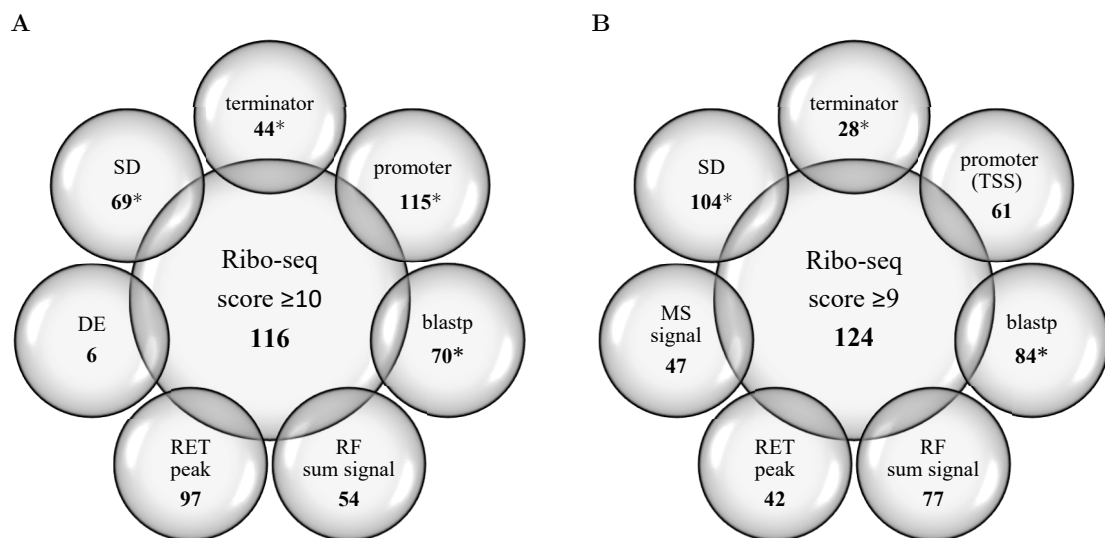 A
terminator
44*
SD
69*
promoter
115*
Ribo-seq
score ≥10
116
DE
6
blastp
70*
RET
peak
97
RF
sum signal
54
B
terminator
28*
SD
104*
promoter
(TSS)
61
Ribo-seq
score ≥9
124
MS
signal
47
blastp
84*
RET
peak
42
RF
sum signal
77